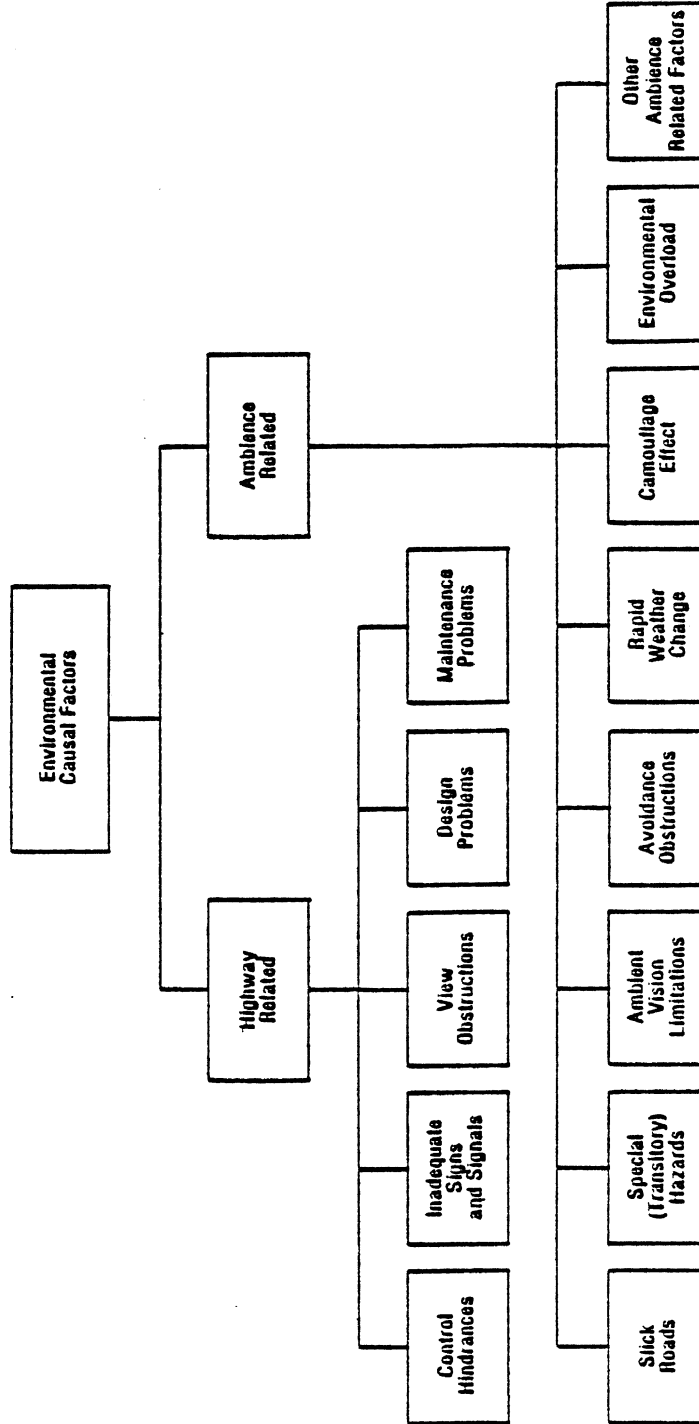 Environmental
Causal Factors
Highway
Related
Ambience
Related
Control
Hindrances
Inadequate
Signs
and Signals
View
Obstructions
Design
Problems
Maintenance
Problems
Slick
Roads
Special
(Transitory)
Hazards
Ambient
Vision
Limitations
Avoidance
Obstructions
Rapid
Weather
Change
Camouflage
Effect
Environmental
Overload
Other
Ambience
Related Factors